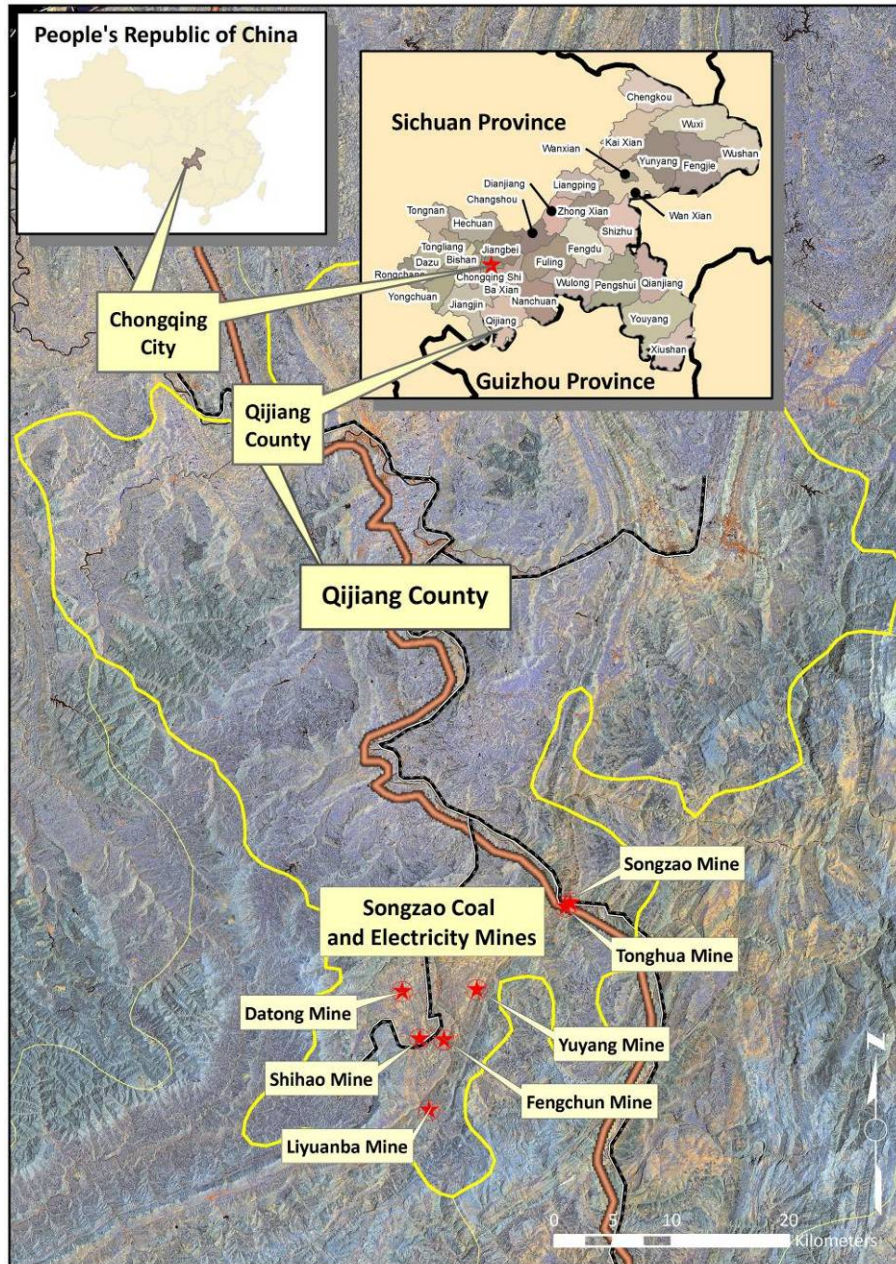 People's Republic of China
Sichuan Province
Chengkou
Wuxi
Kai Xian
Wushan
Wanxian
Yunyang
Fengjie
Dianjiang
Liangping
Changshou
Zhong Xian
Wan Xian
Tongnan
Hechuan
Shizhu
Tongliang
Jiangbei
Fengdu
Dazu
Bishan
Fuling
Rongchang
Chongqing Shi
Qianjiang
Ba Xian
Wulong
Pengshui
Yongchuan
Jiangjin
Nanchuan
Qijiang
Youyang
Xiushan
Guizhou Province
Chongqing
City
Qijiang
County
Qijiang County
Songzao Mine
Songzao Coal
and Electricity Mines
Tonghua Mine
Datong Mine
Yuyang Mine
Shihao Mine
Fengchun Mine
Liyuanba Mine
N
0 5 10 20
Kilometers